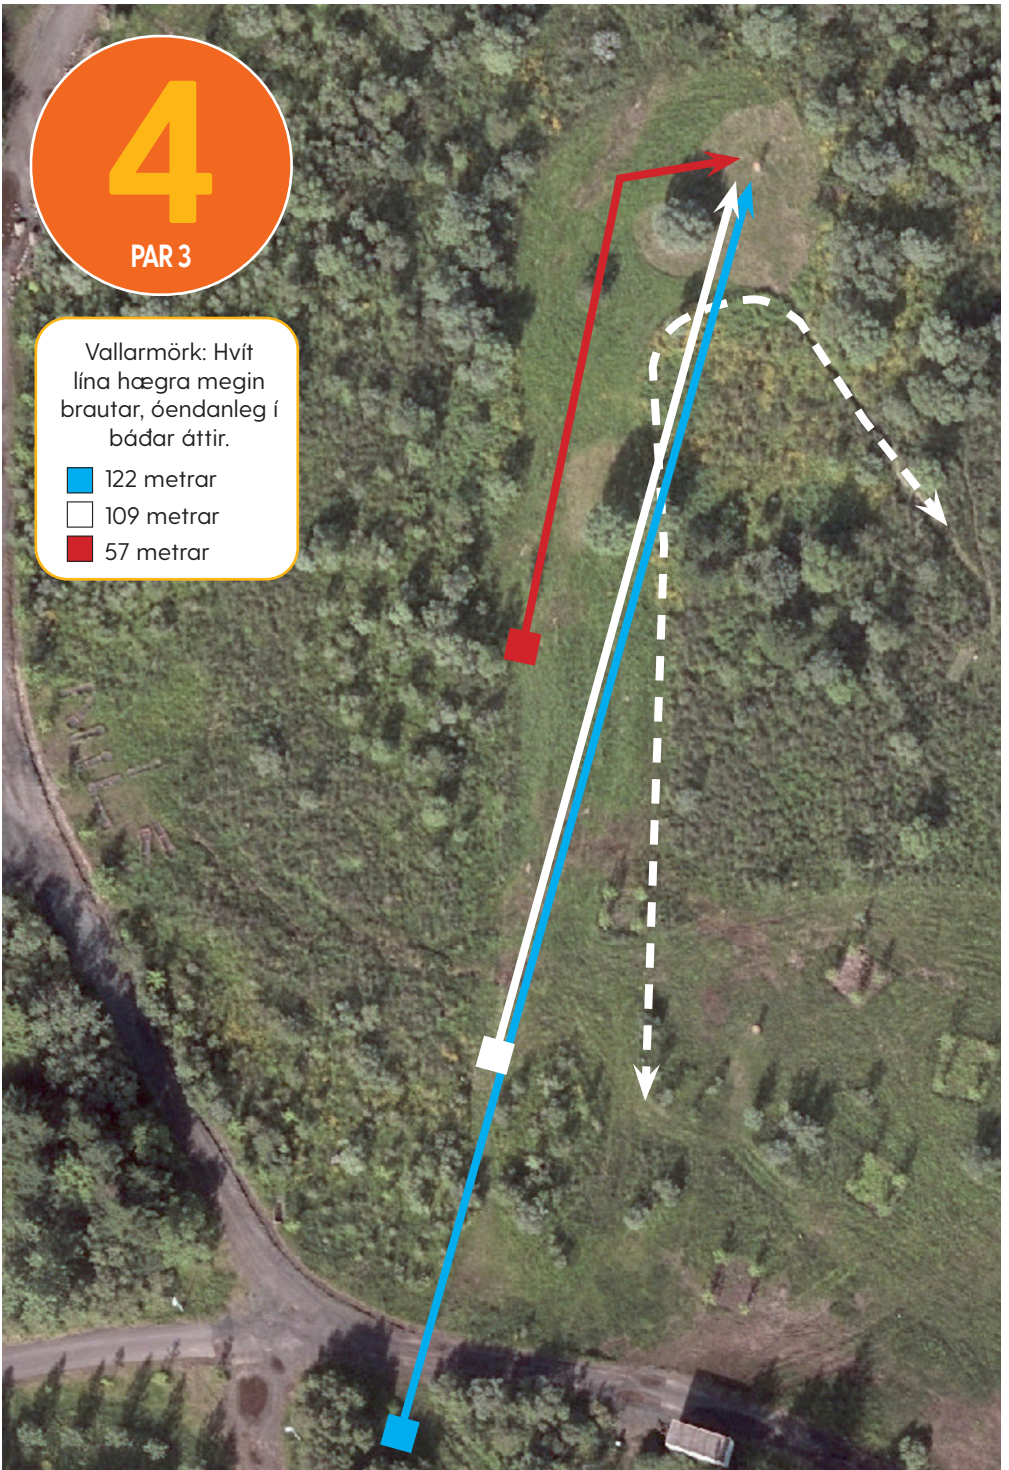 4
PAR 3
Vallarmörk: Hvít
lína hægra megin
brautar, óendanleg í
báðar áttir.
122 metrar
109 metrar
57 metrar